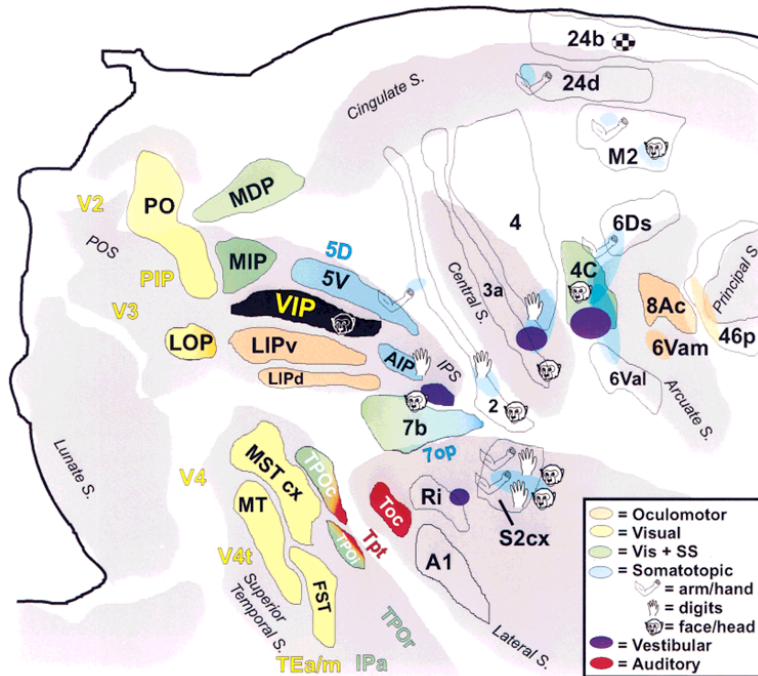 24b
24d
Cingulate S.
M2
V2
PO
MDP
POS
5D
4
6Ds
PIP
MIP
5V
3a
Central S.
4C
Principal S.
V3
VIP
8Ac
LOP
LIPv
AIP
IPS
6Vam
46p
LIPd
2
6Val
Arcuate S.
7b
7op
Lunate S.
V4
MST cx
TPOc
MT
Toc
Ri
S2cx
Tpt
TPOi
V4t
A1
FST
Superior
Temporal S.
TPOr
Lateral S.
TEa/m
IPa
= Oculomotor
= Visual
= Vis + SS
= Somatotopic
= arm/hand
= digits
= face/head
= Vestibular
= Auditory